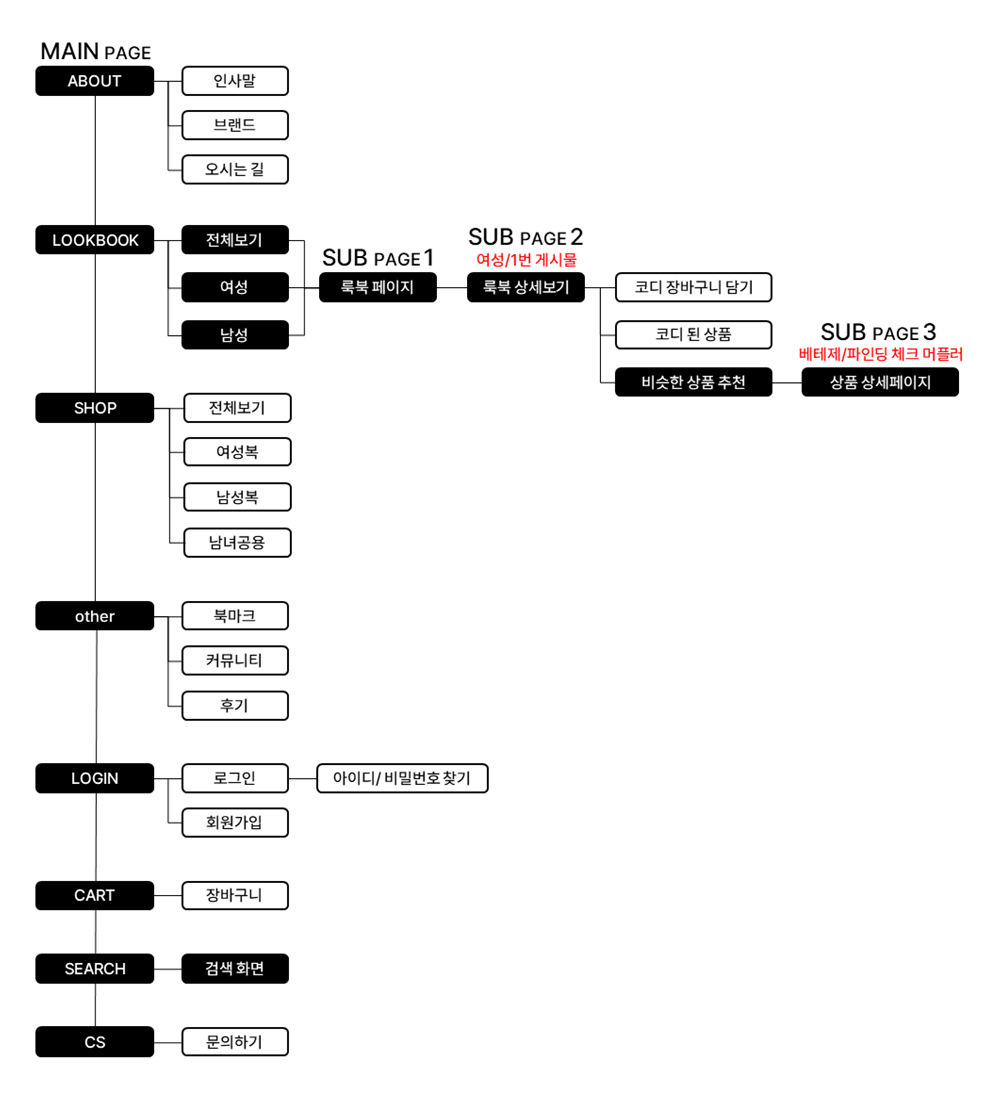 MAIN PAGE
ABOUT
인사말
브랜드
오시는 길
LOOKBOOK
전체보기
여성
남성
SUB PAGE 1
룩북 페이지
SUB PAGE 2
여성/1번 게시물
룩북 상세보기
코디 장바구니 담기
코디 된 상품
비슷한 상품 추천
SUB PAGE 3
베테제/파인딩 체크 머플러
상품 상세페이지
SHOP
전체보기
여성복
남성복
남녀공용
other
북마크
커뮤니티
후기
LOGIN
로그인
아이디/ 비밀번호 찾기
회원가입
CART
장바구니
SEARCH
검색 화면
CS
문의하기